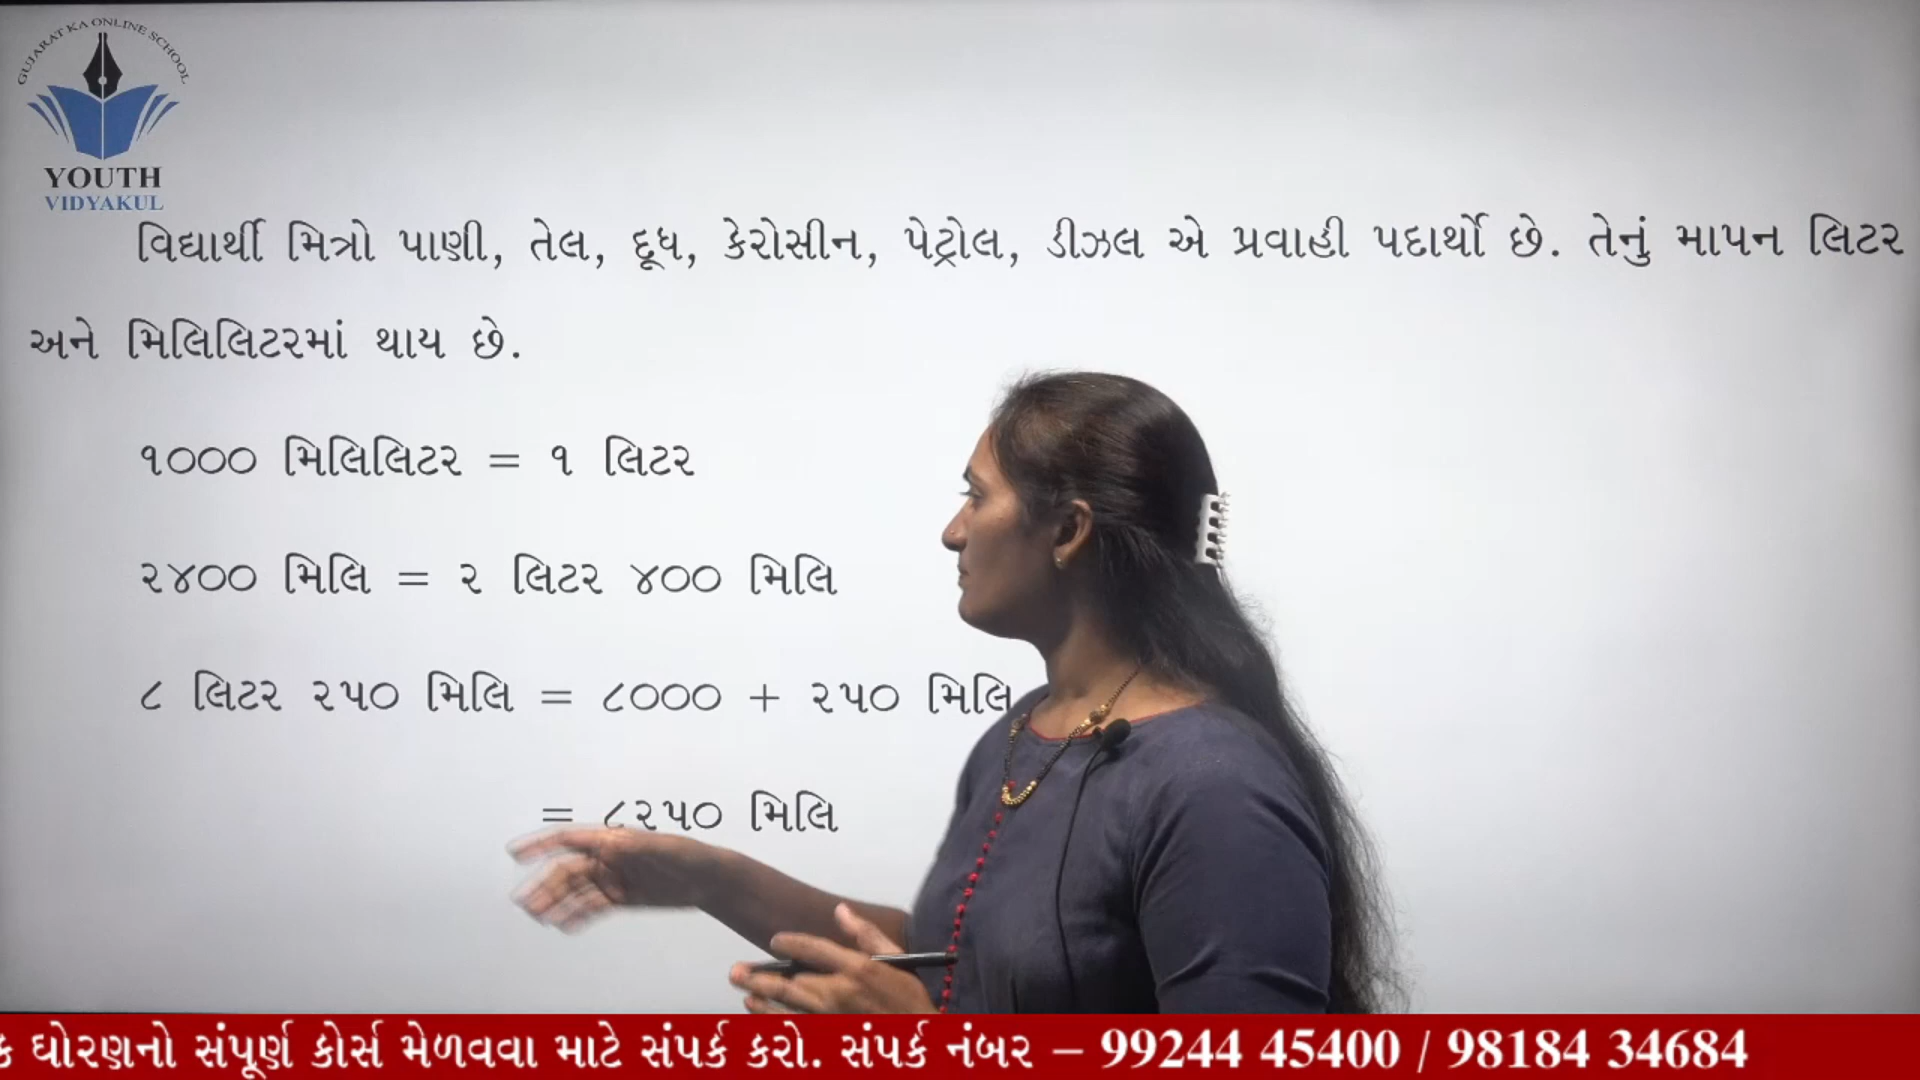 GUJARAT KA ONLINE SCHOOL
YOUTH
VIDYAKUL
વિદ્યાર્થી મિત્રો પાણી, તેલ, દૂધ, કેરોસીન, પેટ્રોલ, ડીઝલ એ પ્રવાહી પદાર્થો છે. તેનું માપન લિટર
અને મિલિલિટરમાં થાય છે.
૧૦૦૦ મિલિલિટર = ૧ લિટર
૨૪૦૦ મિલિ = ૨ લિટર ૪૦૦ મિલિ
૮ લિટર ૨૫૦ મિલિ = ૮૦૦૦ + ૨૫૦ મિલિ
= ૮૨૫૦ મિલિ
ધોરણનો સંપૂર્ણ કોર્સ મેળવવા માટે સંપર્ક કરો. સંપર્ક નંબર – 99244 45400 / 98184 34684